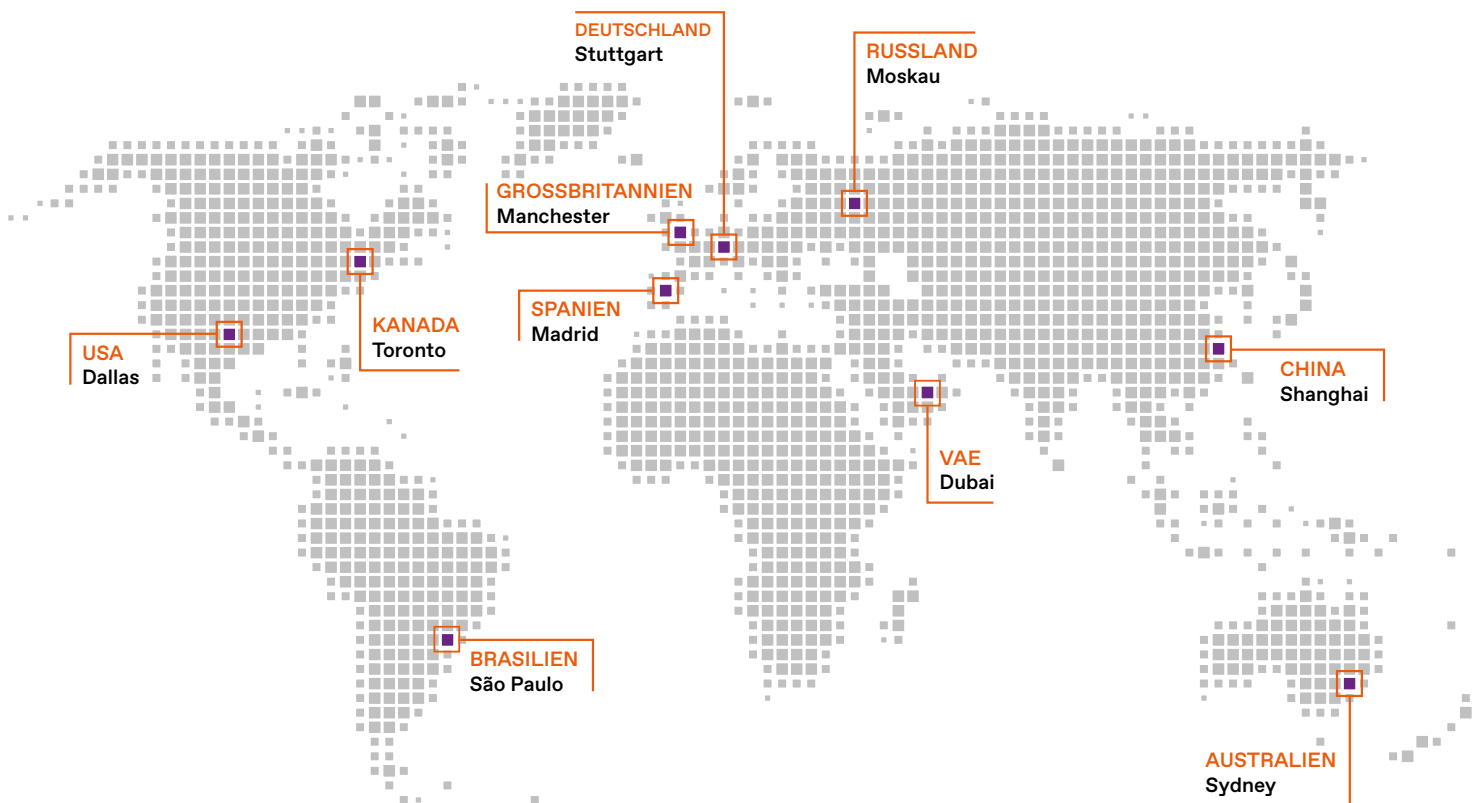 DEUTSCHLAND
Stuttgart
RUSSLAND
Moskau
GROSSBRITANNIEN
Manchester
SPANIEN
Madrid
KANADA
Toronto
USA
Dallas
CHINA
Shanghai
VAE
Dubai
BRASILIEN
São Paulo
AUSTRALIEN
Sydney